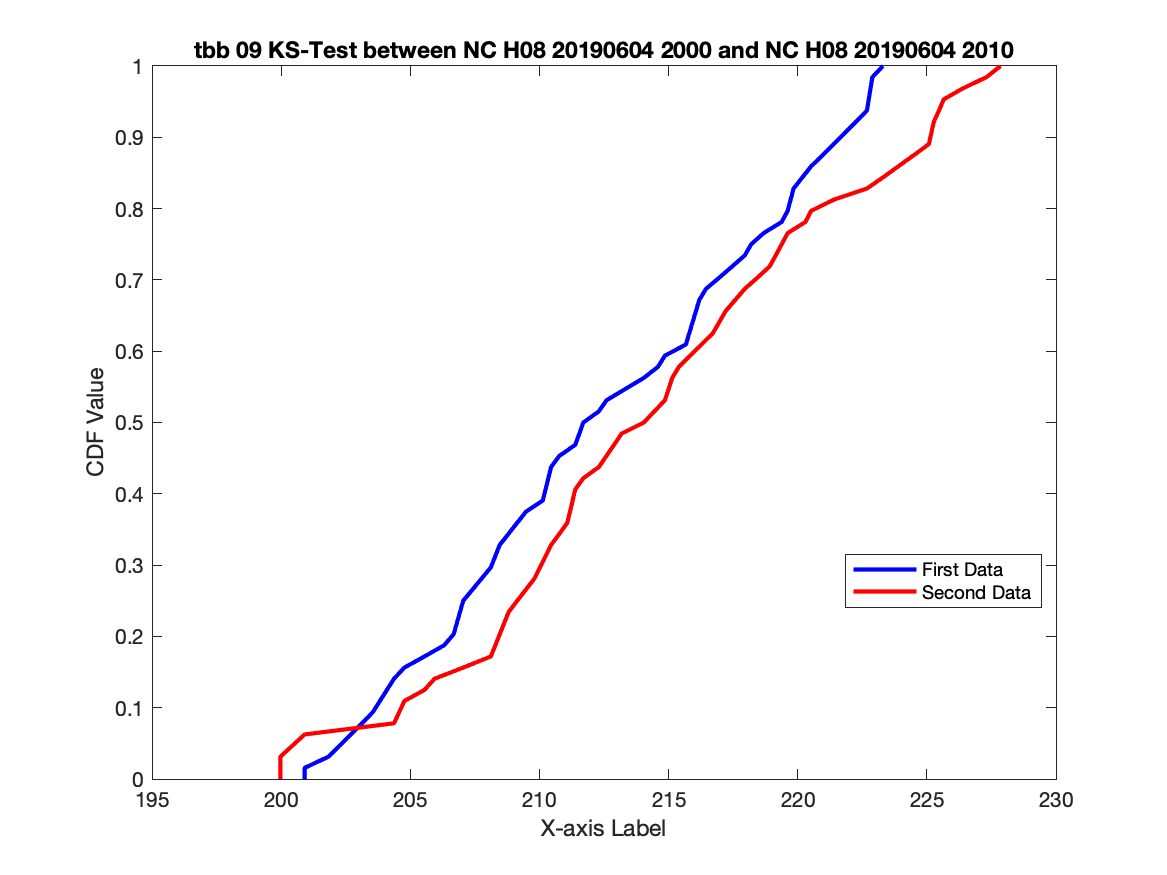 tbb 09 KS-Test between NC H08 20190604 2000 and NC H08 20190604 2010
1
0.9
0.8
0.7
0.6
0.5
0.4
0.3
0.2
0.1
0
CDF Value
First Data
Second Data
195 200 205 210 215 220 225 230
X-axis Label